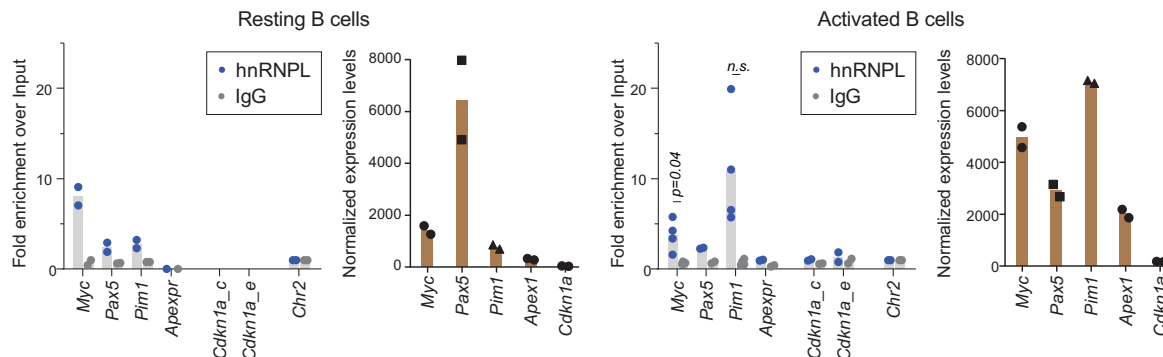 Resting B cells
Fold enrichment over Input
20
10
0
hnRNPL
IgG
Myc
Pax5
Pim1
Apexpr
Cdkn1a_c
Cdkn1a_e
Chr2
Normalized expression levels
8000
6000
4000
2000
0
Myc
Pax5
Pim1
Apex1
Cdkn1a
Activated B cells
Fold enrichment over Input
20
10
0
p=0.04
n.s.
hnRNPL
IgG
Myc
Pax5
Pim1
Apexpr
Cdkn1a_c
Cdkn1a_e
Chr2
Normalized expression levels
8000
6000
4000
2000
0
Myc
Pax5
Pim1
Apex1
Cdkn1a